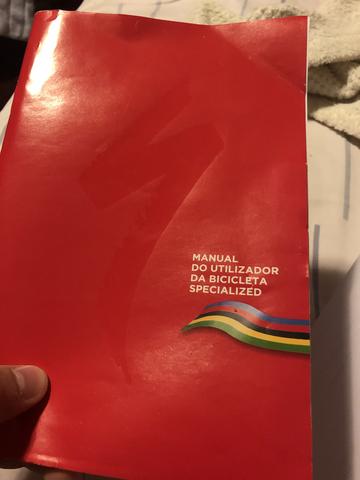 MANUAL
DO UTILIZADOR
DA BICICLETA
SPECIALIZED